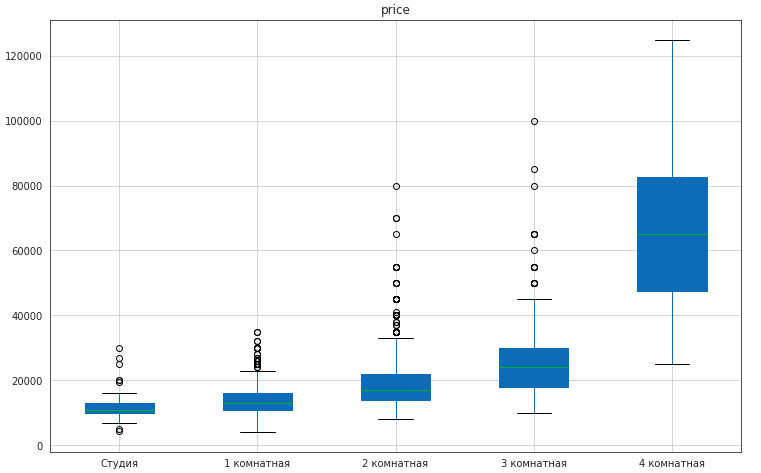 price
120000
100000
80000
60000
40000
20000
0
Студия
1 комнатная
2 комнатная
3 комнатная
4 комнатная